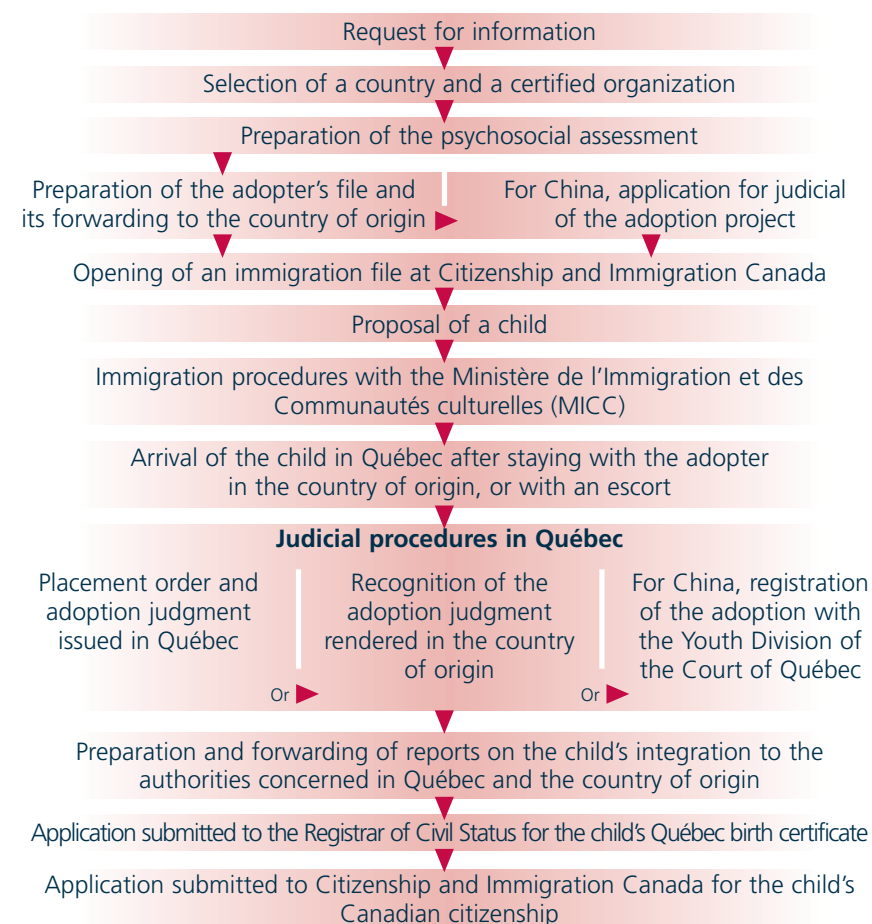 Request for information
Selection of a country and a certified organization
Preparation of the psychosocial assessment
Preparation of the adopter's file and
its forwarding to the country of origin
For China, application for judicial
of the adoption project
Opening of an immigration file at Citizenship and Immigration Canada
Proposal of a child
Immigration procedures with the Ministère de l'Immigration et des
Communautés culturelles (MICC)
Arrival of the child in Québec after staying with the adopter
in the country of origin, or with an escort
Judicial procedures in Québec
Placement order and
adoption judgment
issued in Québec
Or
Recognition of the
adoption judgment
rendered in the country
of origin
Or
For China, registration
of the adoption with
the Youth Division of
the Court of Québec
Preparation and forwarding of reports on the child's integration to the
authorities concerned in Québec and the country of origin
Application submitted to the Registrar of Civil Status for the child's Québec birth certificate
Application submitted to Citizenship and Immigration Canada for the child's
Canadian citizenship